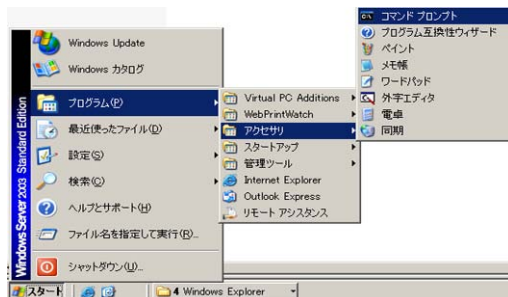 Windows Update
Windows カタログ
プログラム(P)
最近使ったファイル(D)
設定(S)
検索(C)
ヘルプとサポート(H)
ファイル名を指定して実行(R)...
シャットダウン(U)...
Windows Server 2003 Standard Edition
Virtual PC Additions
WebPrintWatch
アクセサリ
スタートアップ
管理ツール
Internet Explorer
Outlook Express
リモート アシスタンス
コマンド プロンプト
プログラム互換性ウィザード
ペイント
メモ帳
ワードパッド
外字エディタ
電卓
同期
スタート
4 Windows Explorer